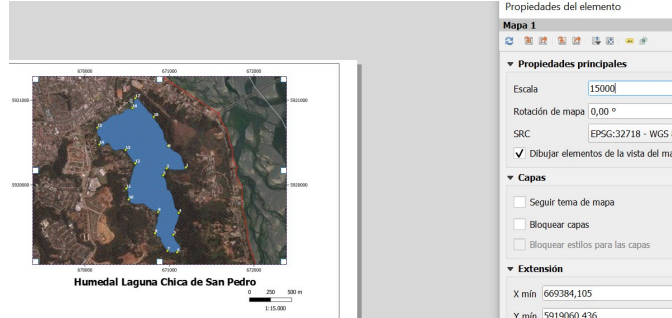 Propiedades del elemento
Mapa 1
Propiedades principales
Escala 15000
Rotación de mapa 0,00 °
SRC EPSG:32718 - WGS
Dibujar elementos de la vista del ma
Capas
Seguir tema de mapa
Bloquear capas
Bloquear estilos para las capas
Extensión
X mín 669384,105
Y mín 5919060,436
670000 671000 672000
5921000 5921000
5920000 5920000
670000 671000 672000
Humedal Laguna Chica de San Pedro
0 250 500 m
1:15.000